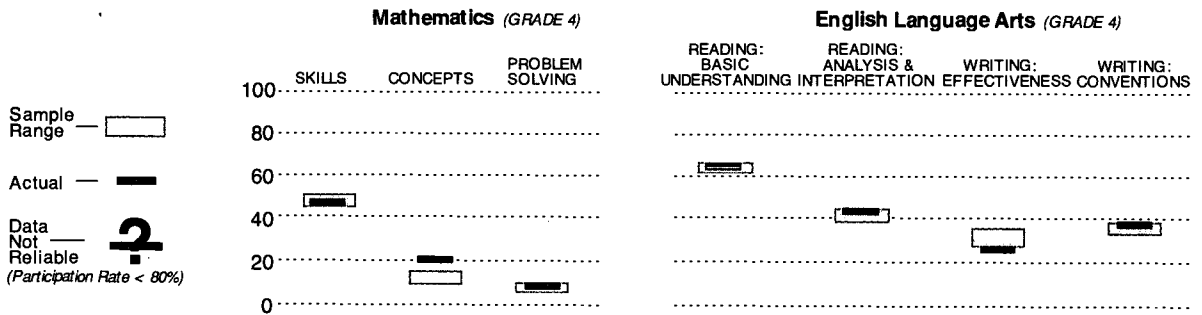 Mathematics (GRADE 4)
English Language Arts (GRADE 4)
SKILLS
CONCEPTS
PROBLEM
SOLVING
READING:
BASIC
UNDERSTANDING
READING:
ANALYSIS &
INTERPRETATION
WRITING:
EFFECTIVENESS
WRITING:
CONVENTIONS
100
80
60
40
20
0
Sample
Range
Actual
Data
Not
Reliable
?
(Participation Rate < 80%)